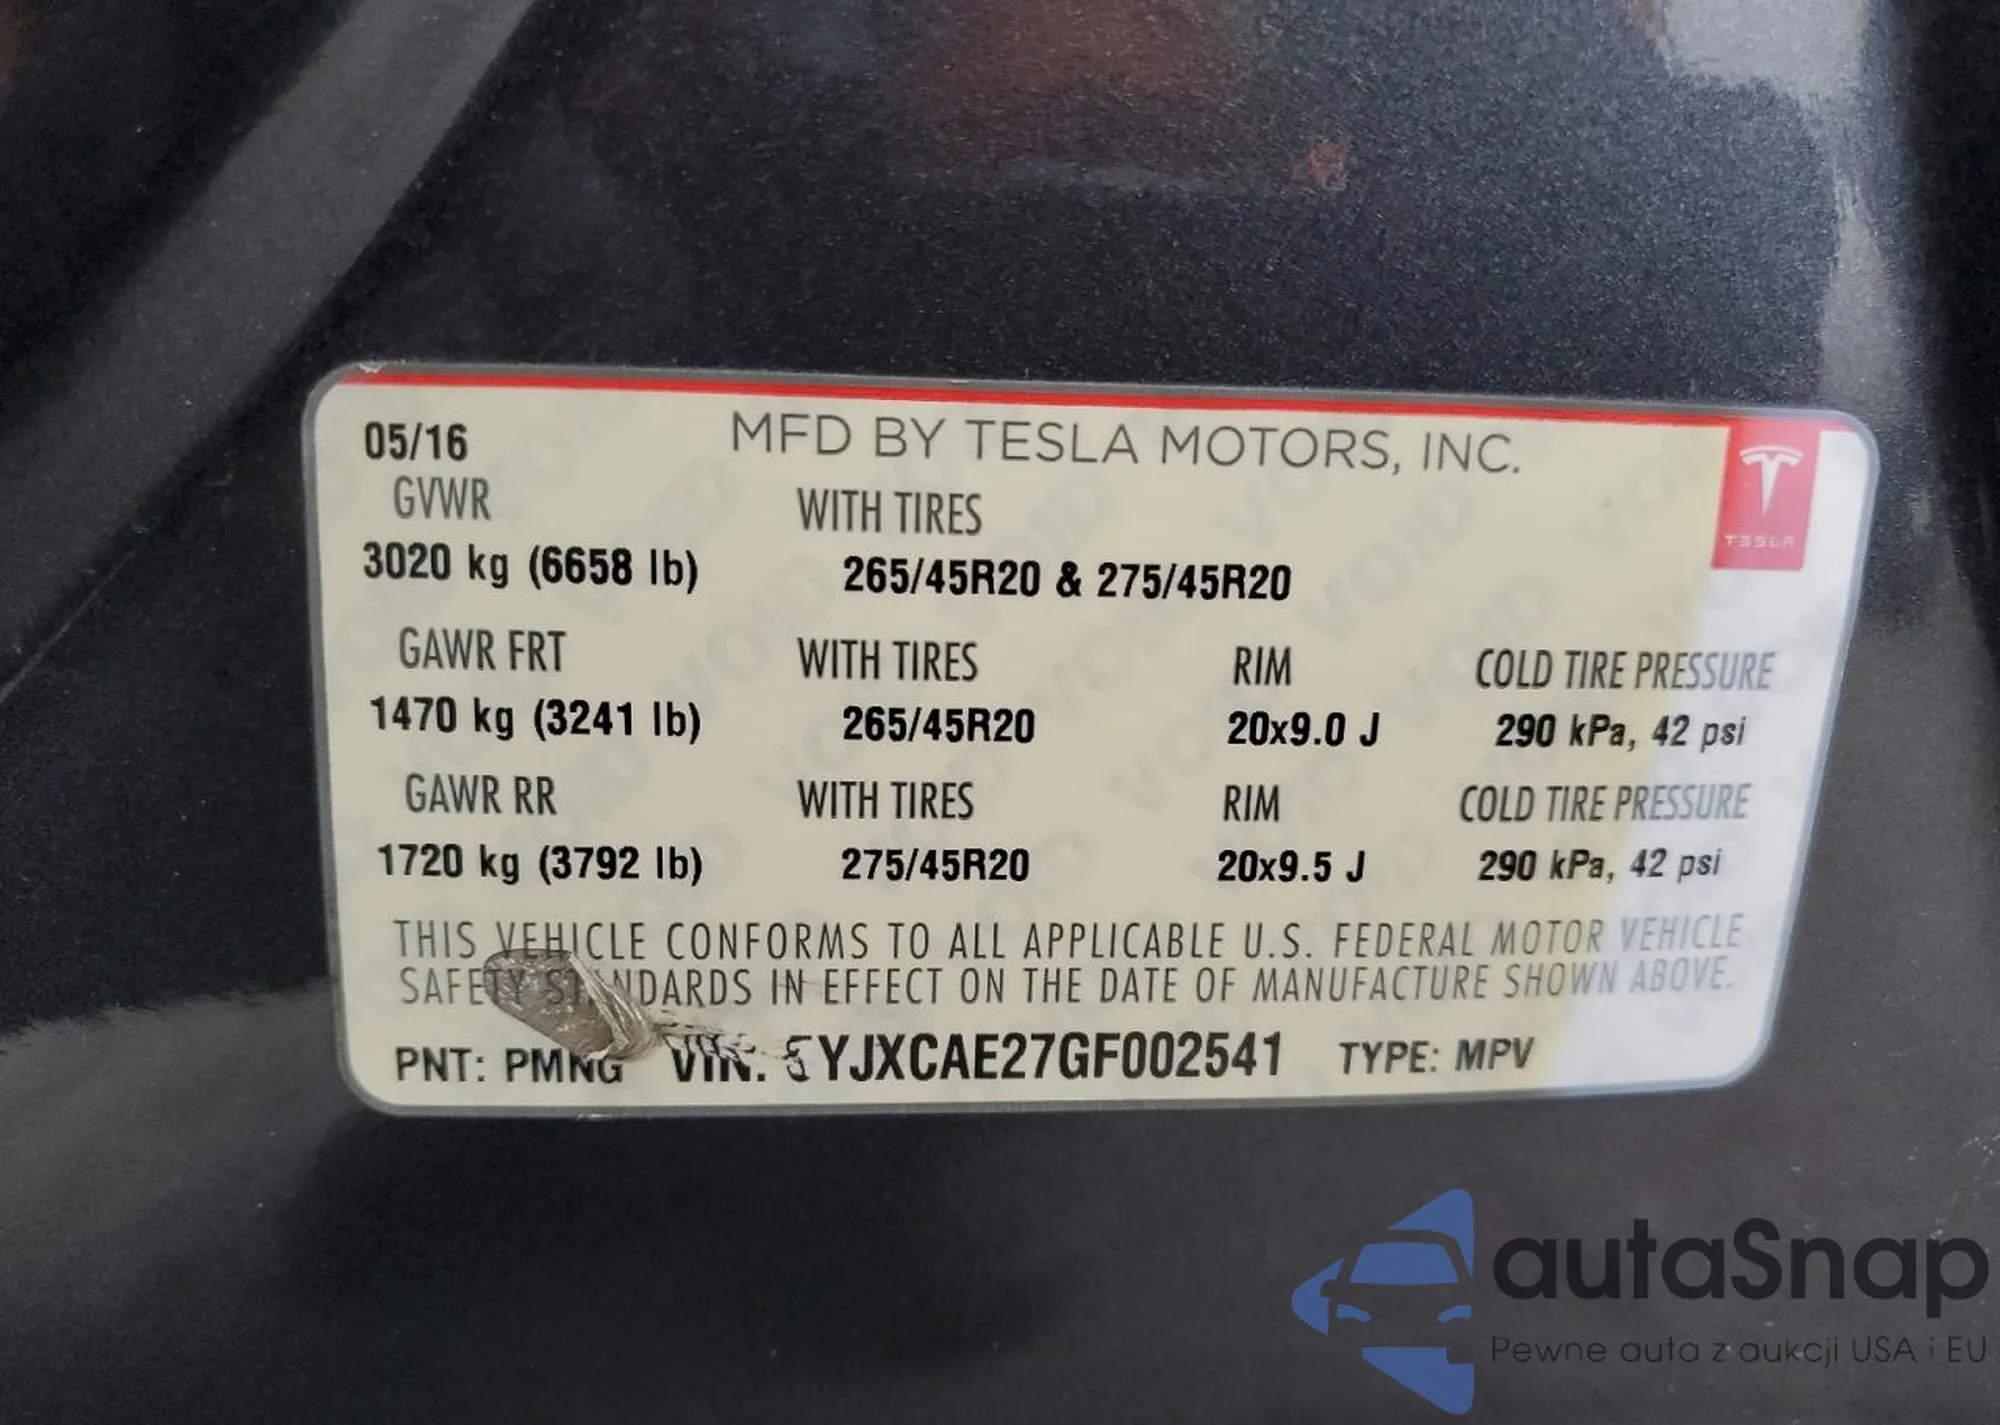 05/16 MFD BY TESLA MOTORS, INC.
TESLA
GVWR WITH TIRES
3020 kg (6658 lb) 265/45R20 & 275/45R20
GAWR FRT WITH TIRES RIM COLD TIRE PRESSURE
1470 kg (3241 lb) 265/45R20 20x9.0 J 290 kPa, 42 psi
GAWR RR WITH TIRES RIM COLD TIRE PRESSURE
1720 kg (3792 lb) 275/45R20 20x9.5 J 290 kPa, 42 psi
THIS VEHICLE CONFORMS TO ALL APPLICABLE U.S. FEDERAL MOTOR VEHICLE
SAFETY STANDARDS IN EFFECT ON THE DATE OF MANUFACTURE SHOWN ABOVE.
PNT: PMNG VIN: 5YJXCAE27GF002541 TYPE: MPV
autaSnap
Pewne auta z aukcji USA i EU